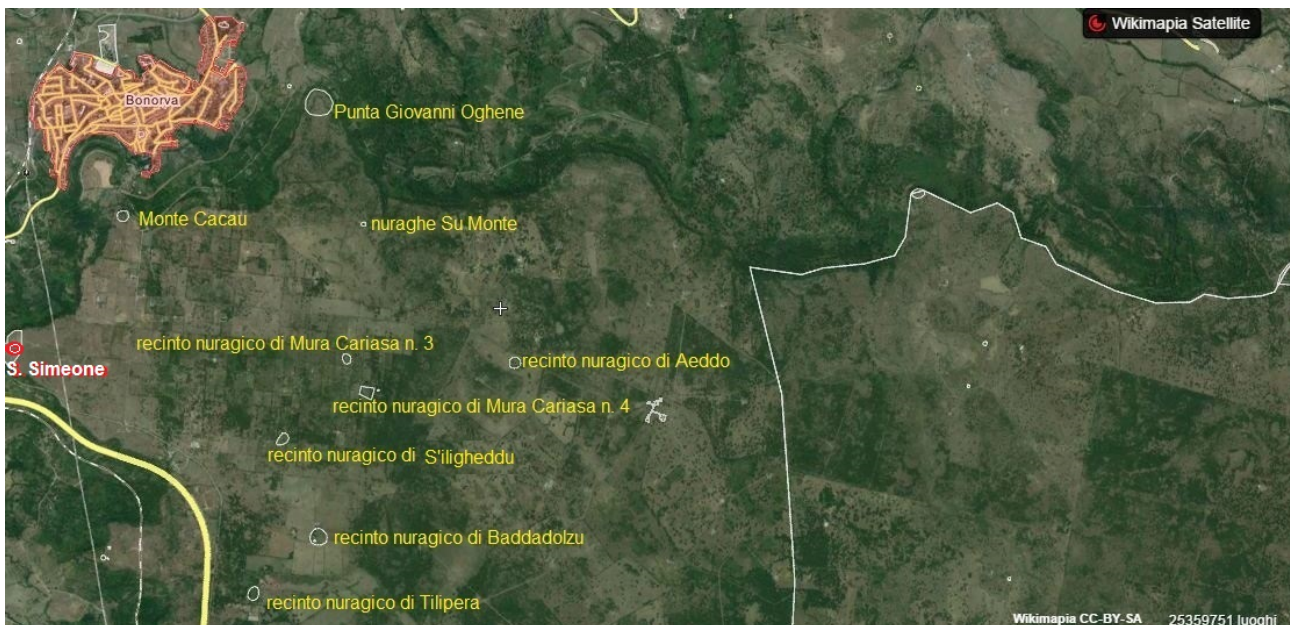 Wikimapia Satellite
Bonorva
Punta Giovanni Oghene
Monte Cacau
nuraghe Su Monte
recinto nuragico di Mura Cariasa n. 3
recinto nuragico di Aeddo
S. Simeone
recinto nuragico di Mura Cariasa n. 4
recinto nuragico di S'iligheddu
recinto nuragico di Baddadolzu
recinto nuragico di Tilipera
Wikimapia CC-BY-SA 25359751 luoghi